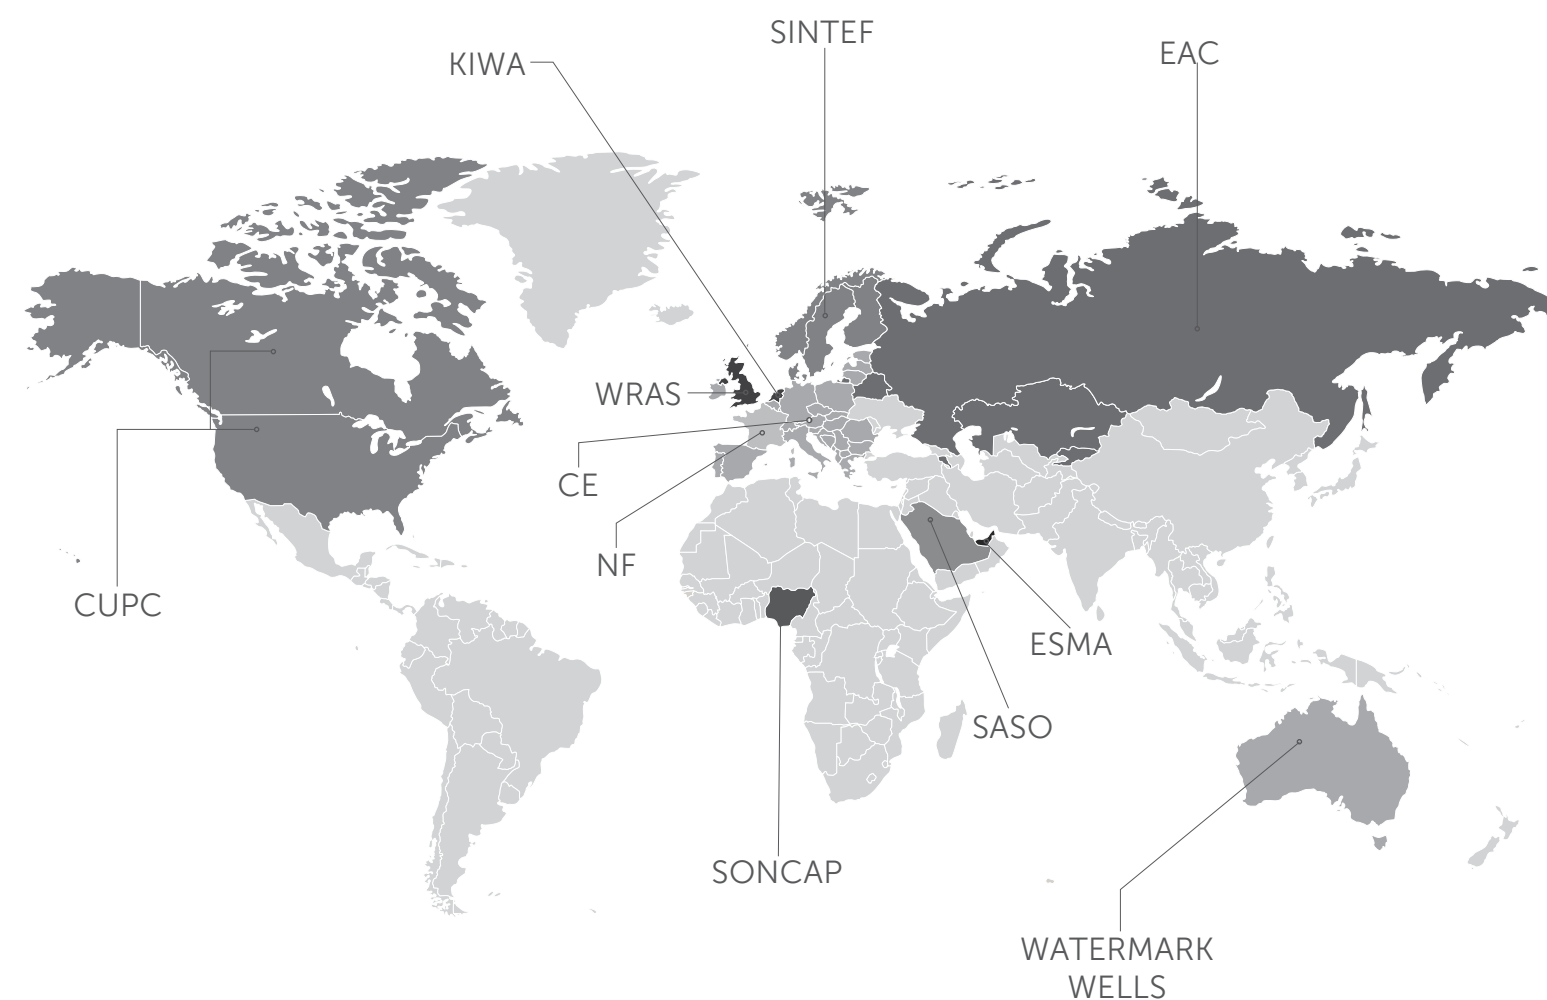 SINTEF
EAC
KIWA
WRAS
CE
NF
CUPC
ESMA
SASO
SONCAP
WATERMARK
WELLS